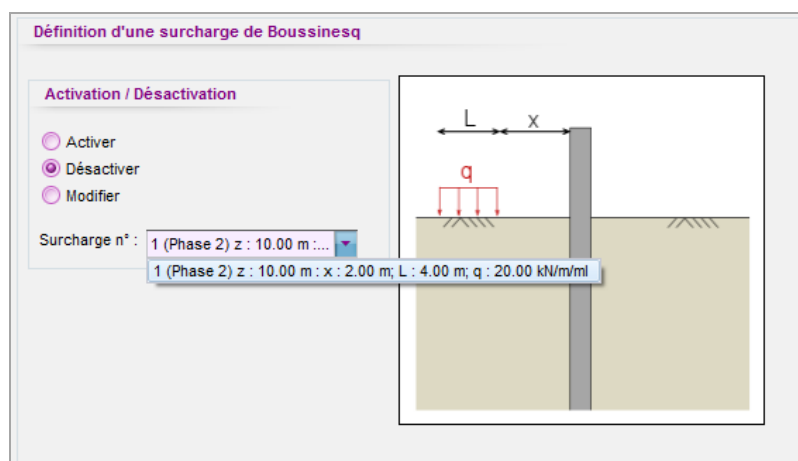 Définition d'une surcharge de Boussinesq
Activation / Désactivation
Activer
Désactiver
Modifier
Surcharge n° : 1 (Phase 2) z : 10.00 m :...
1 (Phase 2) z : 10.00 m : x : 2.00 m; L : 4.00 m; q : 20.00 kN/m/ml
L x
q